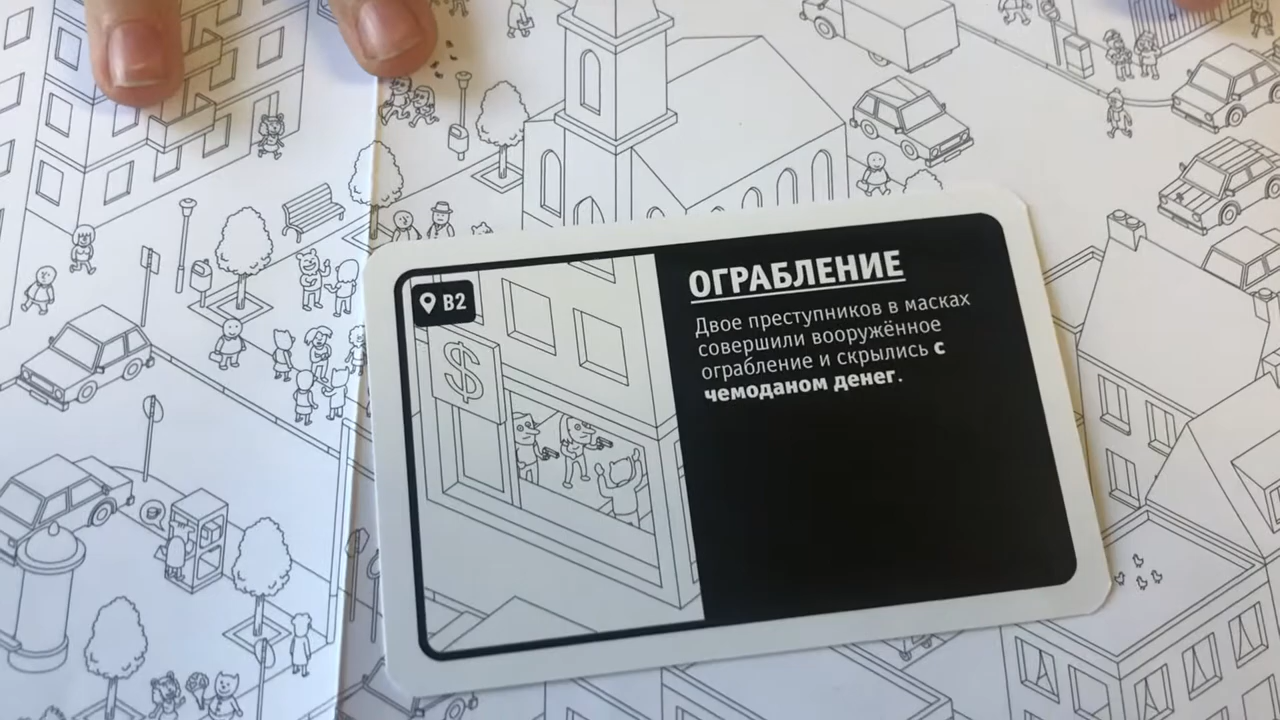 B2
$
ОГРАБЛЕНИЕ
Двое преступников в масках
совершили вооружённое
ограбление и скрылись с
чемоданом денег.